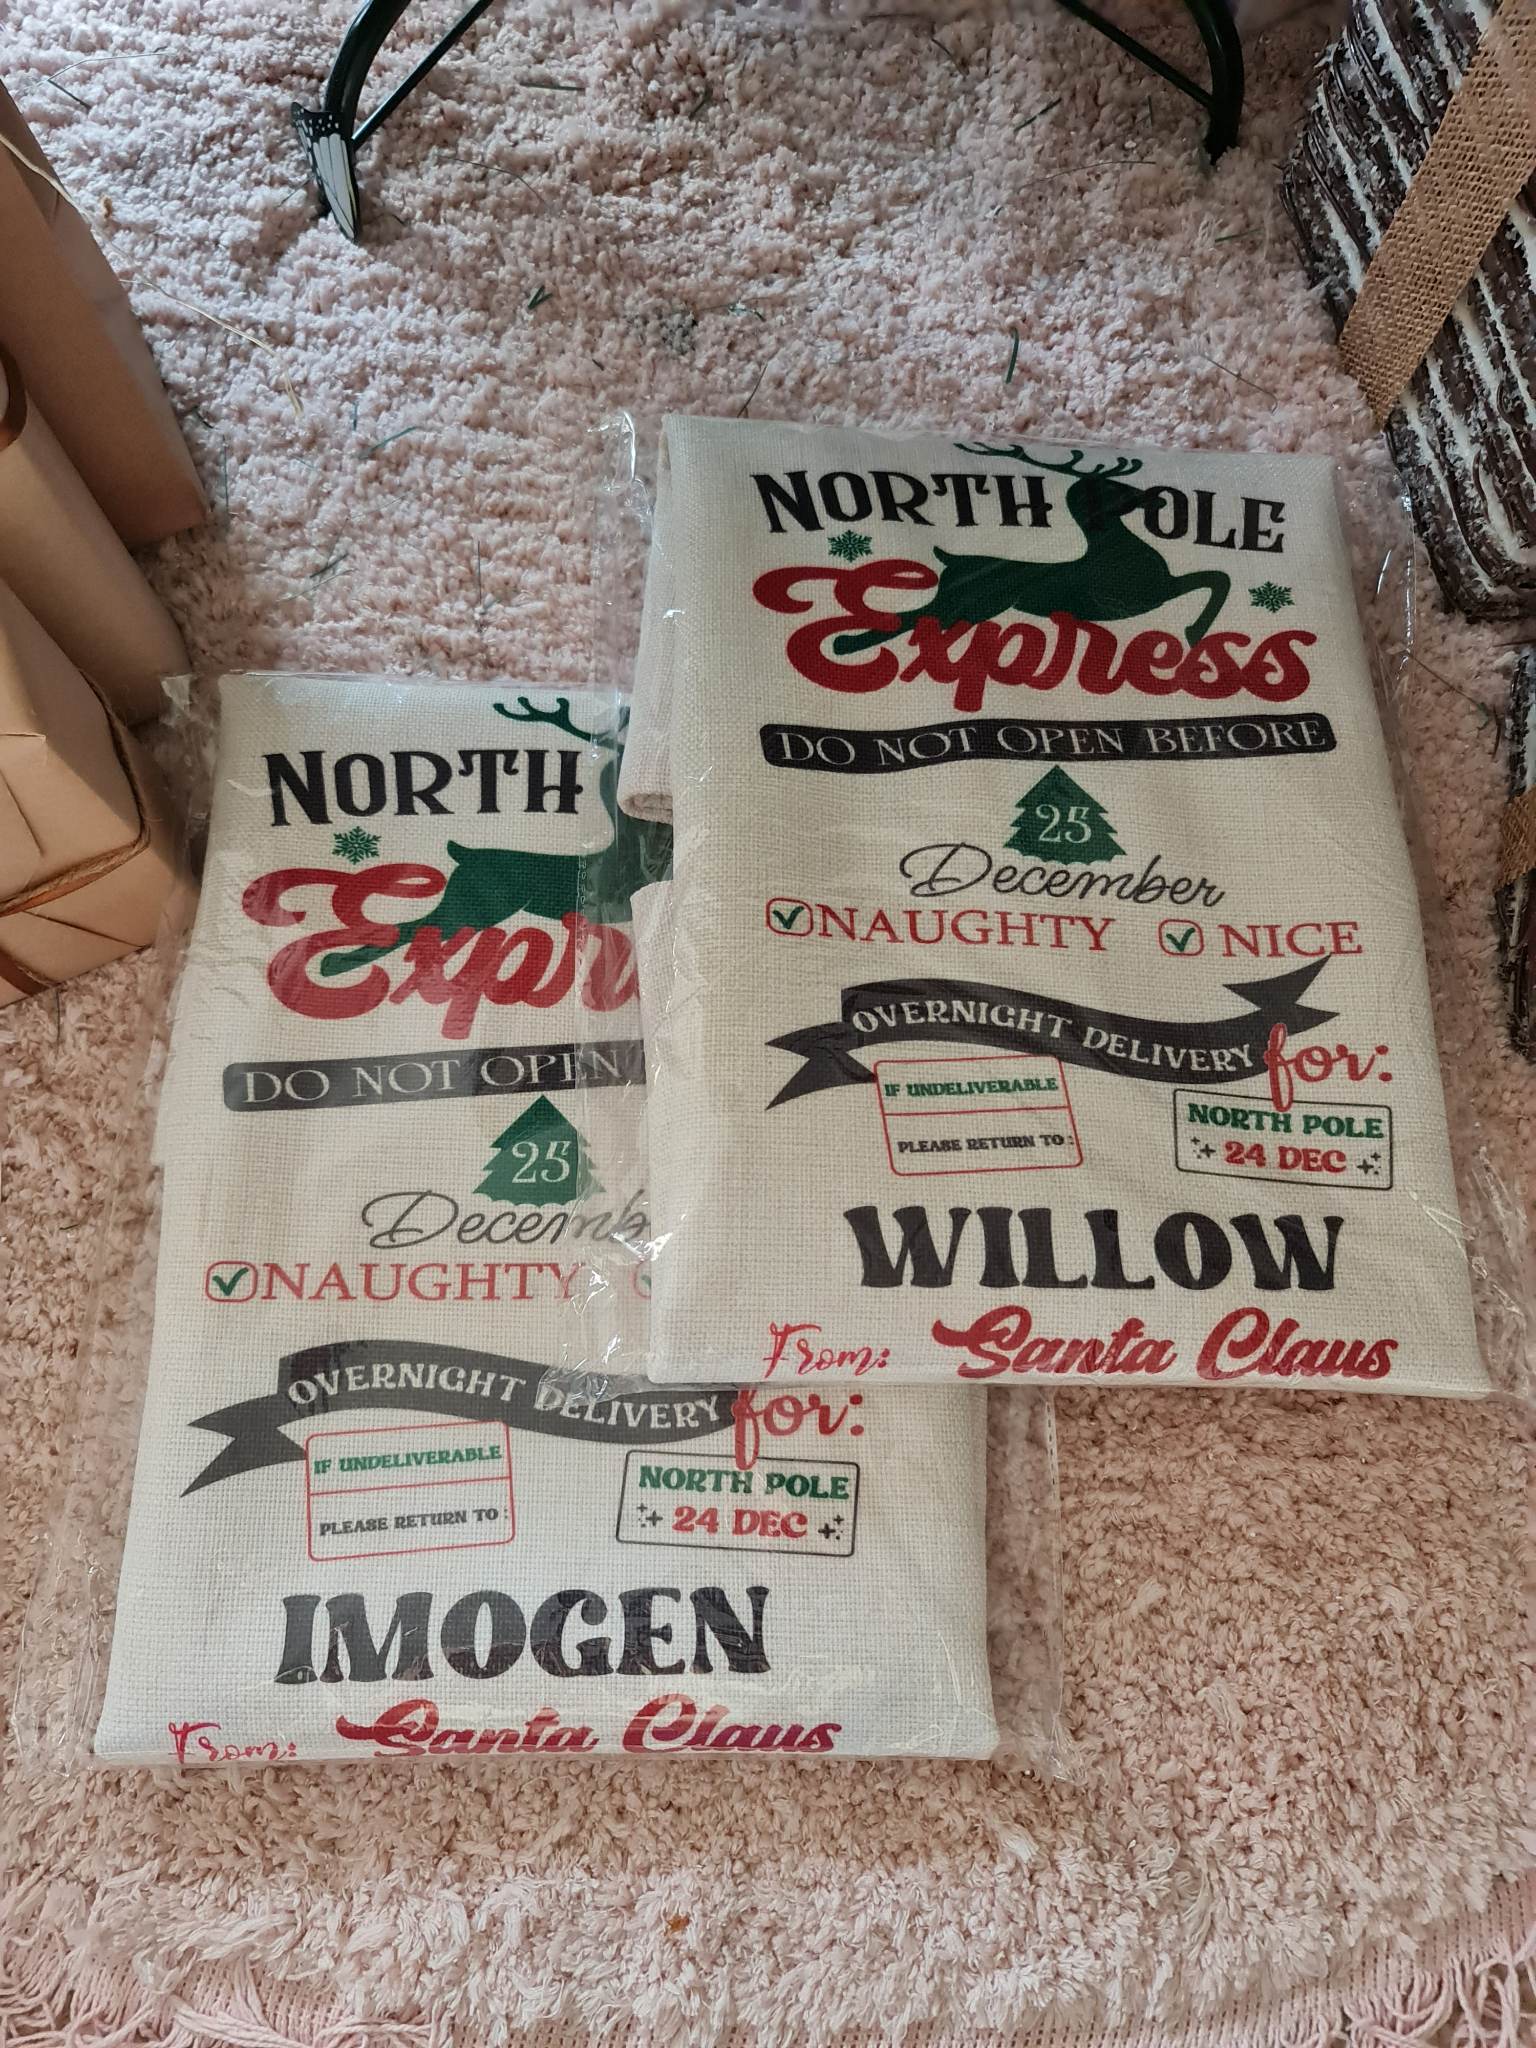 NORTH POLE
Express
DO NOT OPEN BEFORE
25
December
NAUGHTY NICE
OVERNIGHT DELIVERY for:
IF UNDELIVERABLE
PLEASE RETURN TO:
NORTH POLE
24 DEC
WILLOW
From: Santa Claus
NORTH
Expr
DO NOT OPEN
25
Decemb
NAUGHTY
OVERNIGHT DELIVERY for:
IF UNDELIVERABLE
PLEASE RETURN TO:
NORTH POLE
24 DEC
IMOGEN
From: Santa Claus